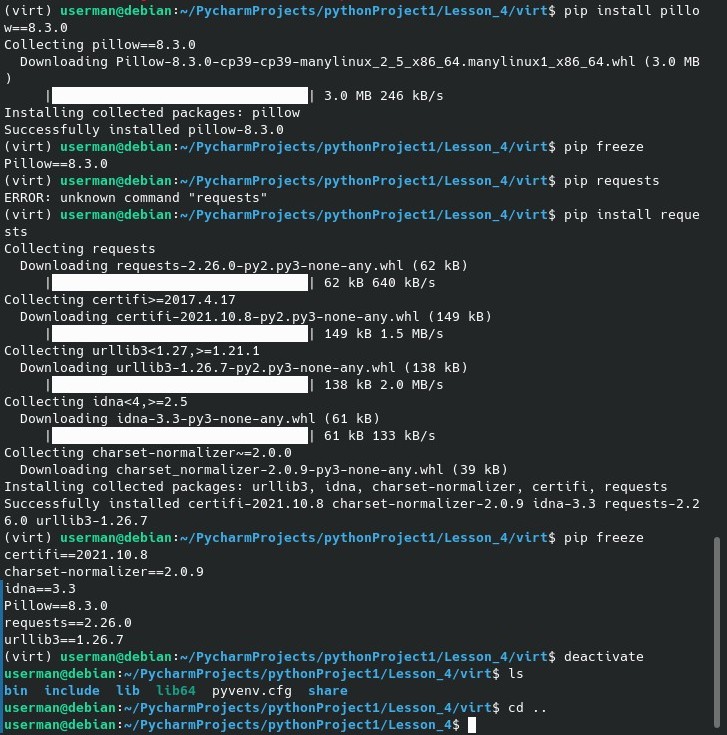 (virt) userman@debian:~/PycharmProjects/pythonProject1/Lesson_4/virt$ pip install pillo
w==8.3.0
Collecting pillow==8.3.0
  Downloading Pillow-8.3.0-cp39-cp39-manylinux_2_5_x86_64.manylinux1_x86_64.whl (3.0 MB
)
     |                                | 3.0 MB 246 kB/s
Installing collected packages: pillow
Successfully installed pillow-8.3.0
(virt) userman@debian:~/PycharmProjects/pythonProject1/Lesson_4/virt$ pip freeze
Pillow==8.3.0
(virt) userman@debian:~/PycharmProjects/pythonProject1/Lesson_4/virt$ pip requests
ERROR: unknown command "requests"
(virt) userman@debian:~/PycharmProjects/pythonProject1/Lesson_4/virt$ pip install reque
sts
Collecting requests
  Downloading requests-2.26.0-py2.py3-none-any.whl (62 kB)
     |                                | 62 kB 640 kB/s
Collecting certifi>=2017.4.17
  Downloading certifi-2021.10.8-py2.py3-none-any.whl (149 kB)
     |                                | 149 kB 1.5 MB/s
Collecting urllib3<1.27,>=1.21.1
  Downloading urllib3-1.26.7-py2.py3-none-any.whl (138 kB)
     |                                | 138 kB 2.0 MB/s
Collecting idna<4,>=2.5
  Downloading idna-3.3-py3-none-any.whl (61 kB)
     |                                | 61 kB 133 kB/s
Collecting charset-normalizer~=2.0.0
  Downloading charset_normalizer-2.0.9-py3-none-any.whl (39 kB)
Installing collected packages: urllib3, idna, charset-normalizer, certifi, requests
Successfully installed certifi-2021.10.8 charset-normalizer-2.0.9 idna-3.3 requests-2.2
6.0 urllib3-1.26.7
(virt) userman@debian:~/PycharmProjects/pythonProject1/Lesson_4/virt$ pip freeze
certifi==2021.10.8
charset-normalizer==2.0.9
idna==3.3
Pillow==8.3.0
requests==2.26.0
urllib3==1.26.7
(virt) userman@debian:~/PycharmProjects/pythonProject1/Lesson_4/virt$ deactivate
userman@debian:~/PycharmProjects/pythonProject1/Lesson_4/virt$ ls
bin  include  lib  lib64  pyvenv.cfg  share
userman@debian:~/PycharmProjects/pythonProject1/Lesson_4/virt$ cd ..
userman@debian:~/PycharmProjects/pythonProject1/Lesson_4$